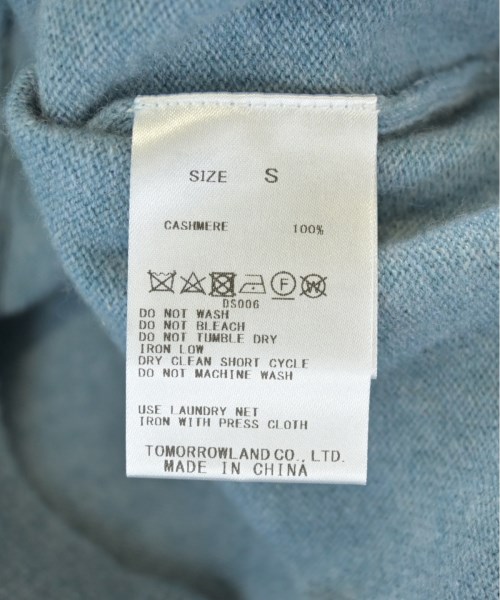 SIZE S
CASHMERE 100%
DS006
DO NOT WASH
DO NOT BLEACH
DO NOT TUMBLE DRY
IRON LOW
DRY CLEAN SHORT CYCLE
DO NOT MACHINE WASH
USE LAUNDRY NET
IRON WITH PRESS CLOTH
TOMORROWLAND CO., LTD.
MADE IN CHINA